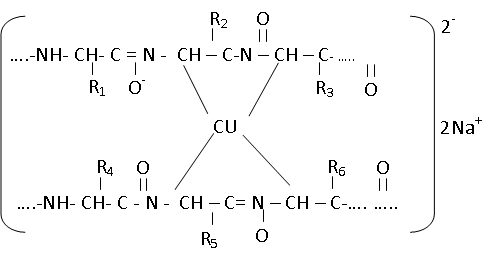 R2 O 2-
....-NH- CH - C = N - CH - C-N - CH - C- .....
R1 O- R3 O
CU 2Na+
R4 O R6 O
....-NH- CH - C - N - CH - C= N - CH - C-.... .....
R5 O